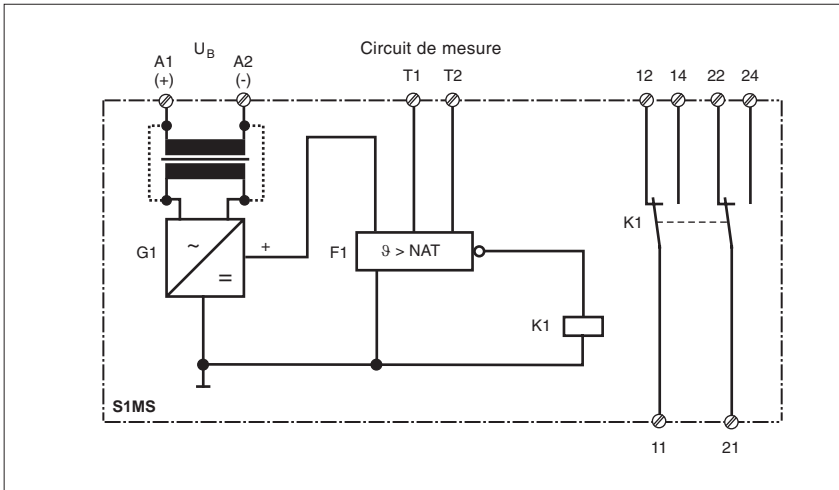 U_B
Circuit de mesure
A1 A2 T1 T2 12 14 22 24
(+) (-)
K1
G1 ~ + F1 ϑ > NAT
=
K1
S1MS
11 21